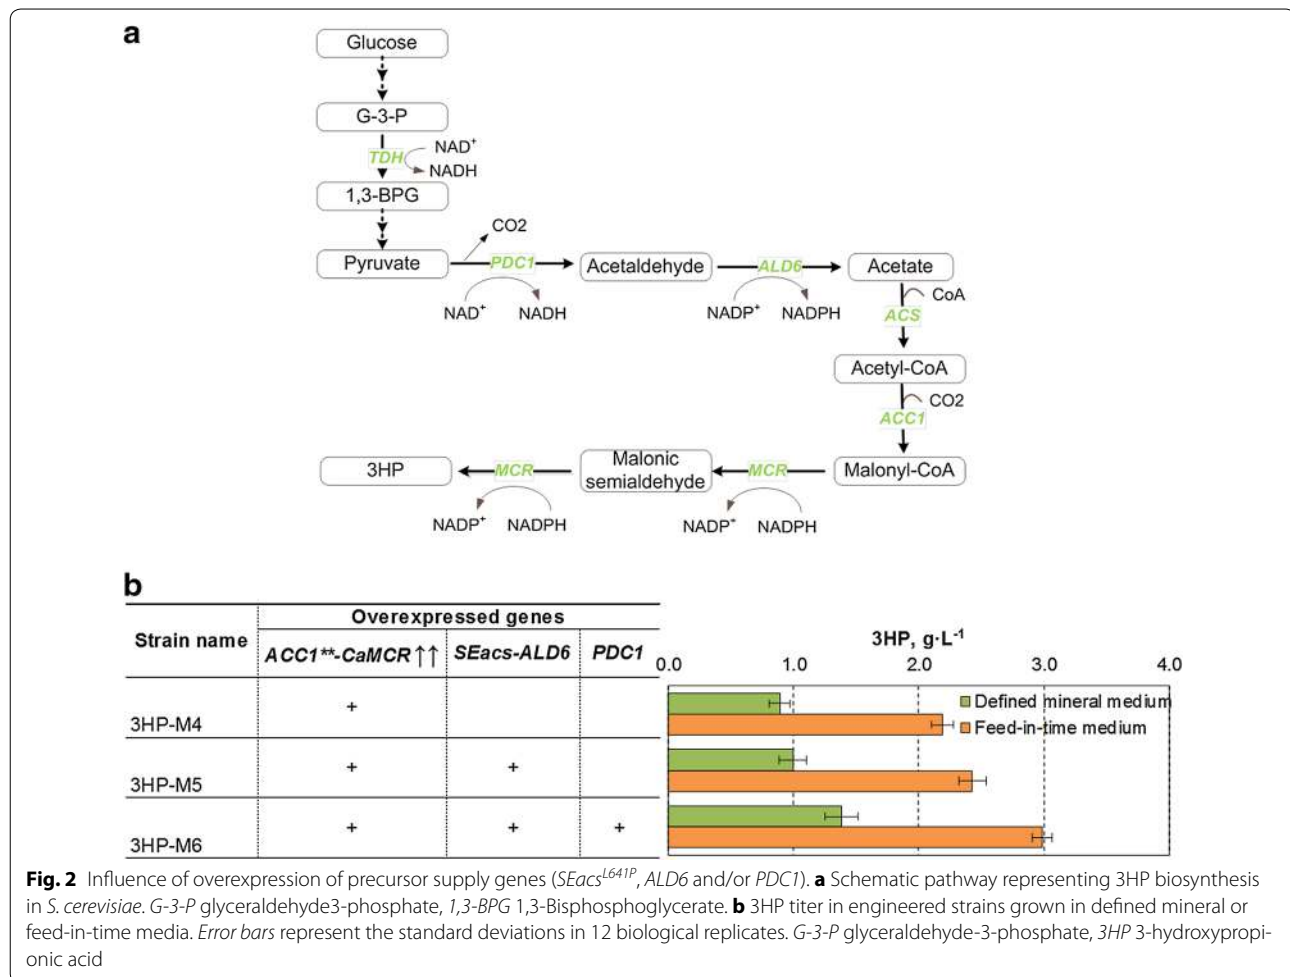 a
Glucose
G-3-P
TDH
NAD+
NADH
1,3-BPG
CO2
Pyruvate
PDC1
Acetaldehyde
ALD6
Acetate
NAD+
NADH
NADP+
NADPH
CoA
ACS
Acetyl-CoA
CO2
ACC1
3HP
MCR
Malonic
semialdehyde
MCR
Malonyl-CoA
NADP+
NADPH
NADP+
NADPH
b
Strain name
Overexpressed genes
ACC1**-CaMCR↑↑
SEacs-ALD6
PDC1
3HP, g·L-1
0.0 1.0 2.0 3.0 4.0
3HP-M4
+
Defined mineral medium
Feed-in-time medium
3HP-M5
+ +
3HP-M6
+ + +
Fig. 2 Influence of overexpression of precursor supply genes (SEacsL641P, ALD6 and/or PDC1). a Schematic pathway representing 3HP biosynthesis
in S. cerevisiae. G-3-P glyceraldehyde3-phosphate, 1,3-BPG 1,3-Bisphosphoglycerate. b 3HP titer in engineered strains grown in defined mineral or
feed-in-time media. Error bars represent the standard deviations in 12 biological replicates. G-3-P glyceraldehyde-3-phosphate, 3HP 3-hydroxypropi-
onic acid